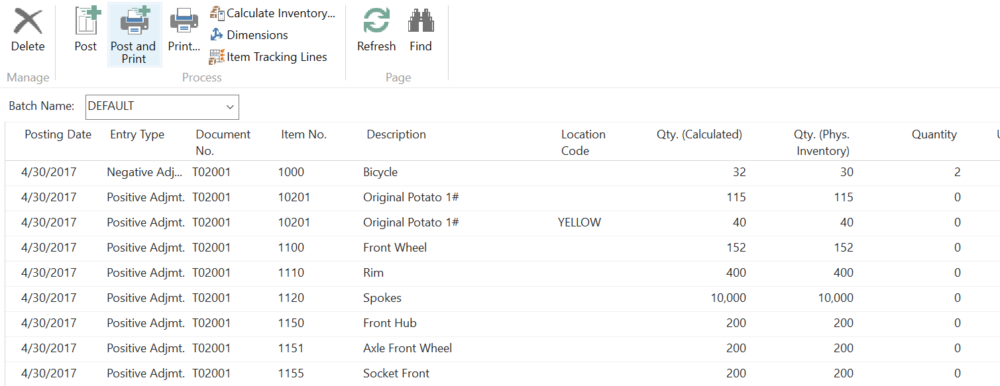 Delete
Post
Post and Print
Print...
Calculate Inventory...
Dimensions
Item Tracking Lines
Refresh
Find
Manage
Process
Page
Batch Name: DEFAULT
Posting Date Entry Type Document No. Item No. Description Location Code Qty. (Calculated) Qty. (Phys. Inventory) Quantity
4/30/2017 Negative Adj... T02001 1000 Bicycle 32 30 2
4/30/2017 Positive Adjmt. T02001 10201 Original Potato 1# 115 115 0
4/30/2017 Positive Adjmt. T02001 10201 Original Potato 1# YELLOW 40 40 0
4/30/2017 Positive Adjmt. T02001 1100 Front Wheel 152 152 0
4/30/2017 Positive Adjmt. T02001 1110 Rim 400 400 0
4/30/2017 Positive Adjmt. T02001 1120 Spokes 10,000 10,000 0
4/30/2017 Positive Adjmt. T02001 1150 Front Hub 200 200 0
4/30/2017 Positive Adjmt. T02001 1151 Axle Front Wheel 200 200 0
4/30/2017 Positive Adjmt. T02001 1155 Socket Front 200 200 0